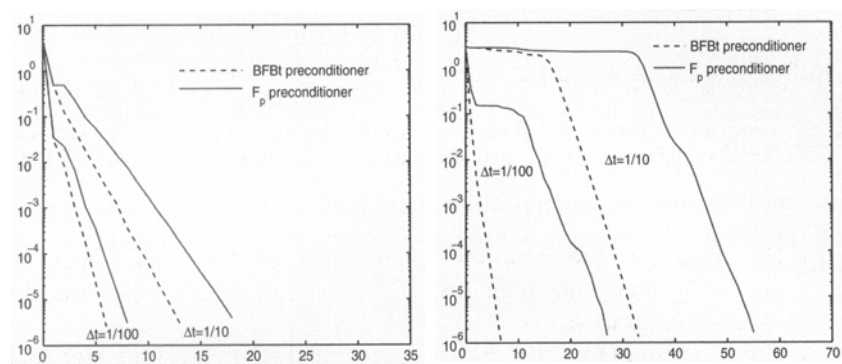 10^1
10^0
10^-1
10^-2
10^-3
10^-4
10^-5
10^-6
0 5 10 15 20 25 30 35
BFBt preconditioner
F_p preconditioner
Δt=1/100
Δt=1/10
10^1
10^0
10^-1
10^-2
10^-3
10^-4
10^-5
10^-6
0 10 20 30 40 50 60 70
BFBt preconditioner
F_p preconditioner
Δt=1/100
Δt=1/10